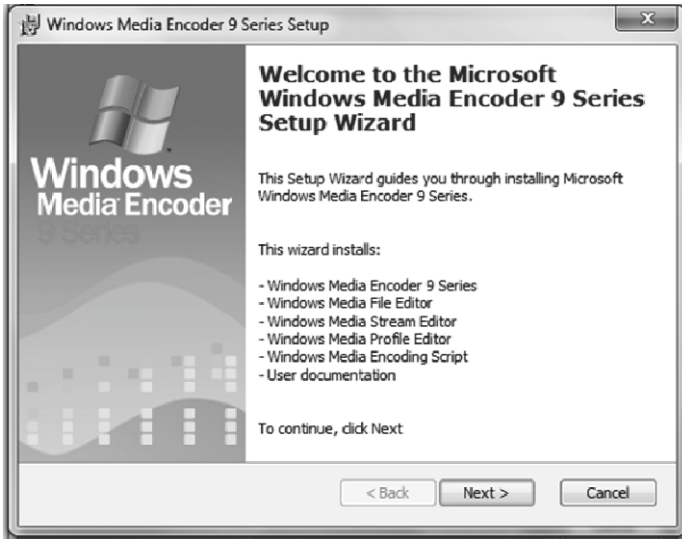 Windows Media Encoder 9 Series Setup
Welcome to the Microsoft
Windows Media Encoder 9 Series
Setup Wizard
Windows
Media Encoder
9 Series
This Setup Wizard guides you through installing Microsoft
Windows Media Encoder 9 Series.
This wizard installs:
- Windows Media Encoder 9 Series
- Windows Media File Editor
- Windows Media Stream Editor
- Windows Media Profile Editor
- Windows Media Encoding Script
- User documentation
To continue, click Next
< Back
Next >
Cancel